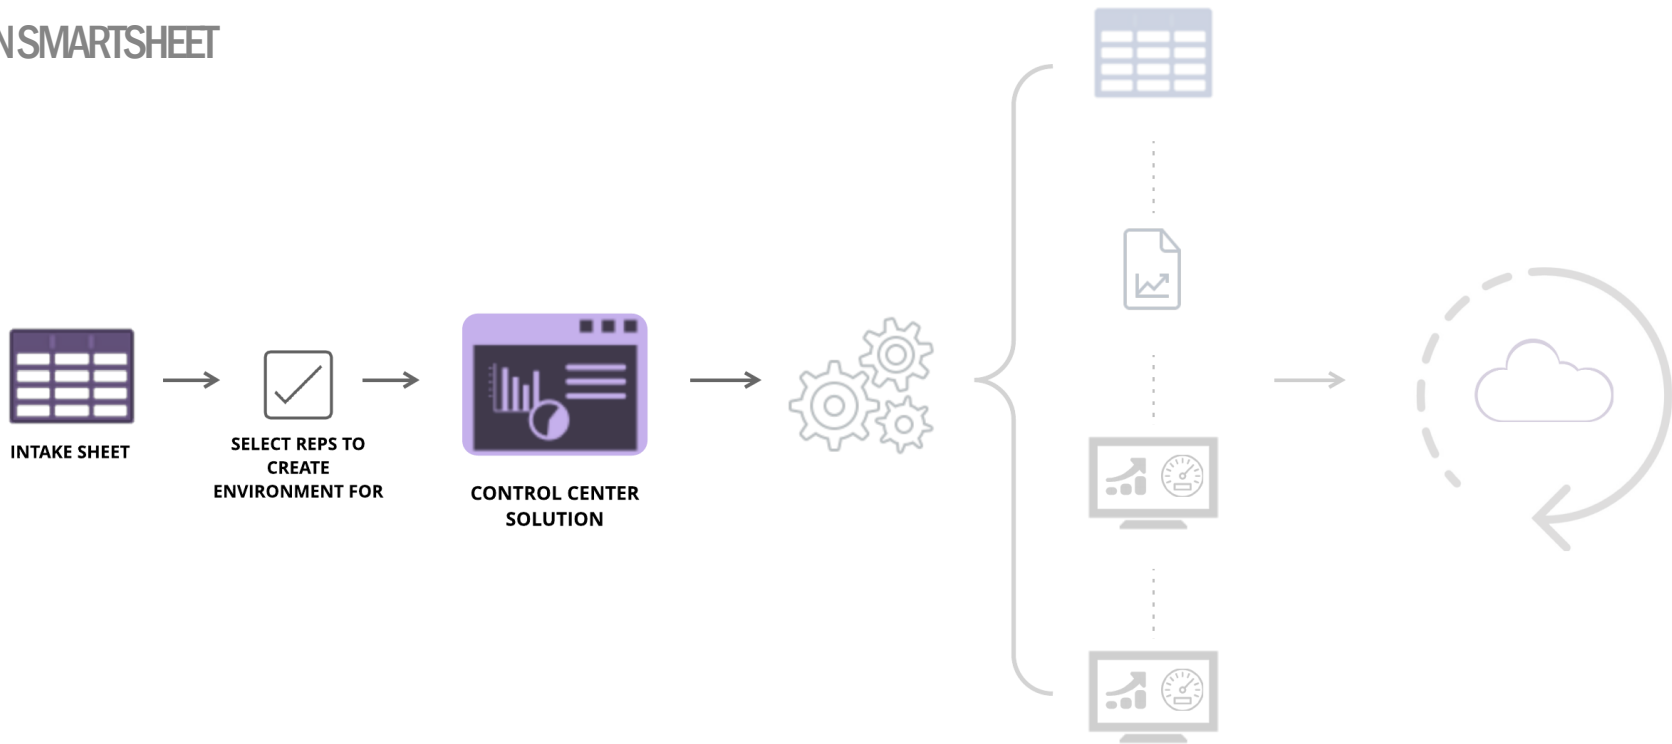 N SMARTSHEET
INTAKE SHEET
SELECT REPS TO
CREATE
ENVIRONMENT FOR
CONTROL CENTER
SOLUTION